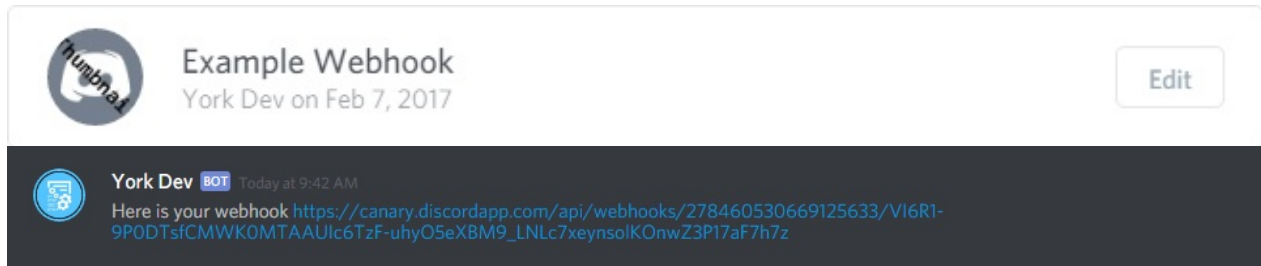 Thumbnail
Example Webhook
York Dev on Feb 7, 2017
Edit
York Dev BOT Today at 9:42 AM
Here is your webhook https://canary.discordapp.com/api/webhooks/278460530669125633/VI6R1-
9P0DTsfCMWK0MTAAUIc6TzF-uhyO5eXBM9_LNLc7xeynsolKOnwZ3P17aF7h7z